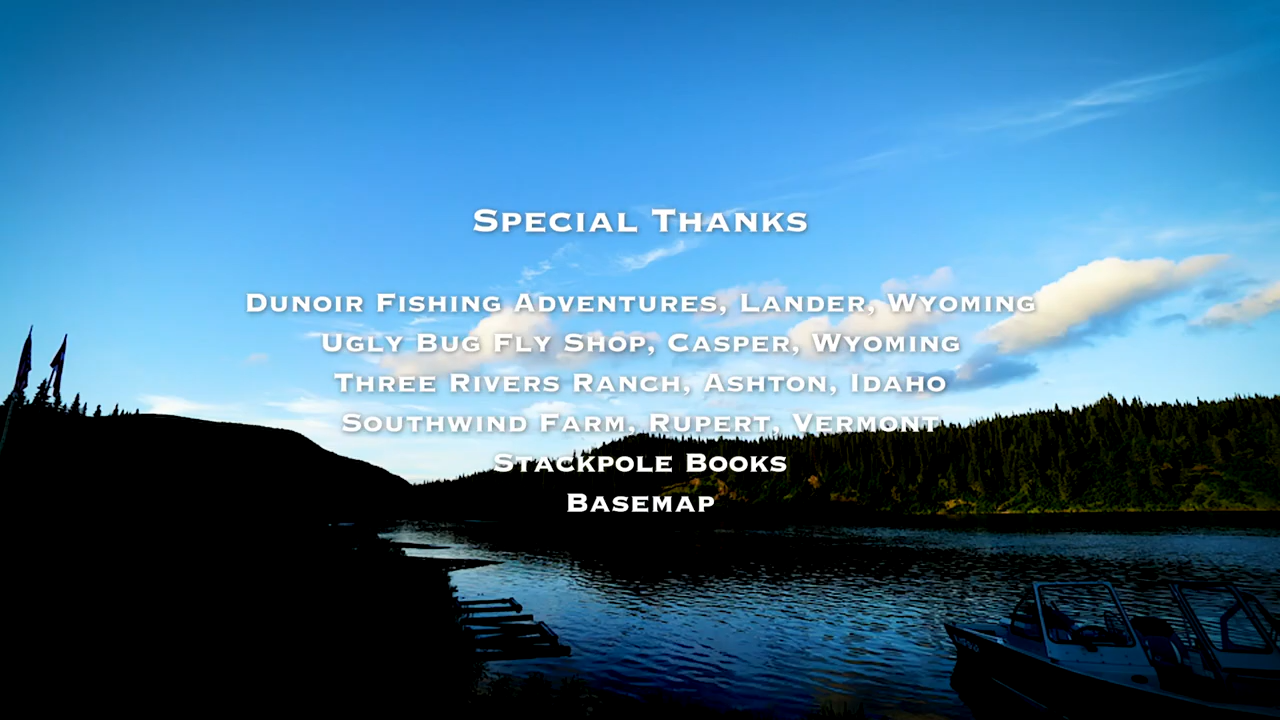 Special Thanks
Dunoir Fishing Adventures, Lander, Wyoming
Ugly Bug Fly Shop, Casper, Wyoming
Three Rivers Ranch, Ashton, Idaho
Southwind Farm, Rupert, Vermont
Stackpole Books
Basemap